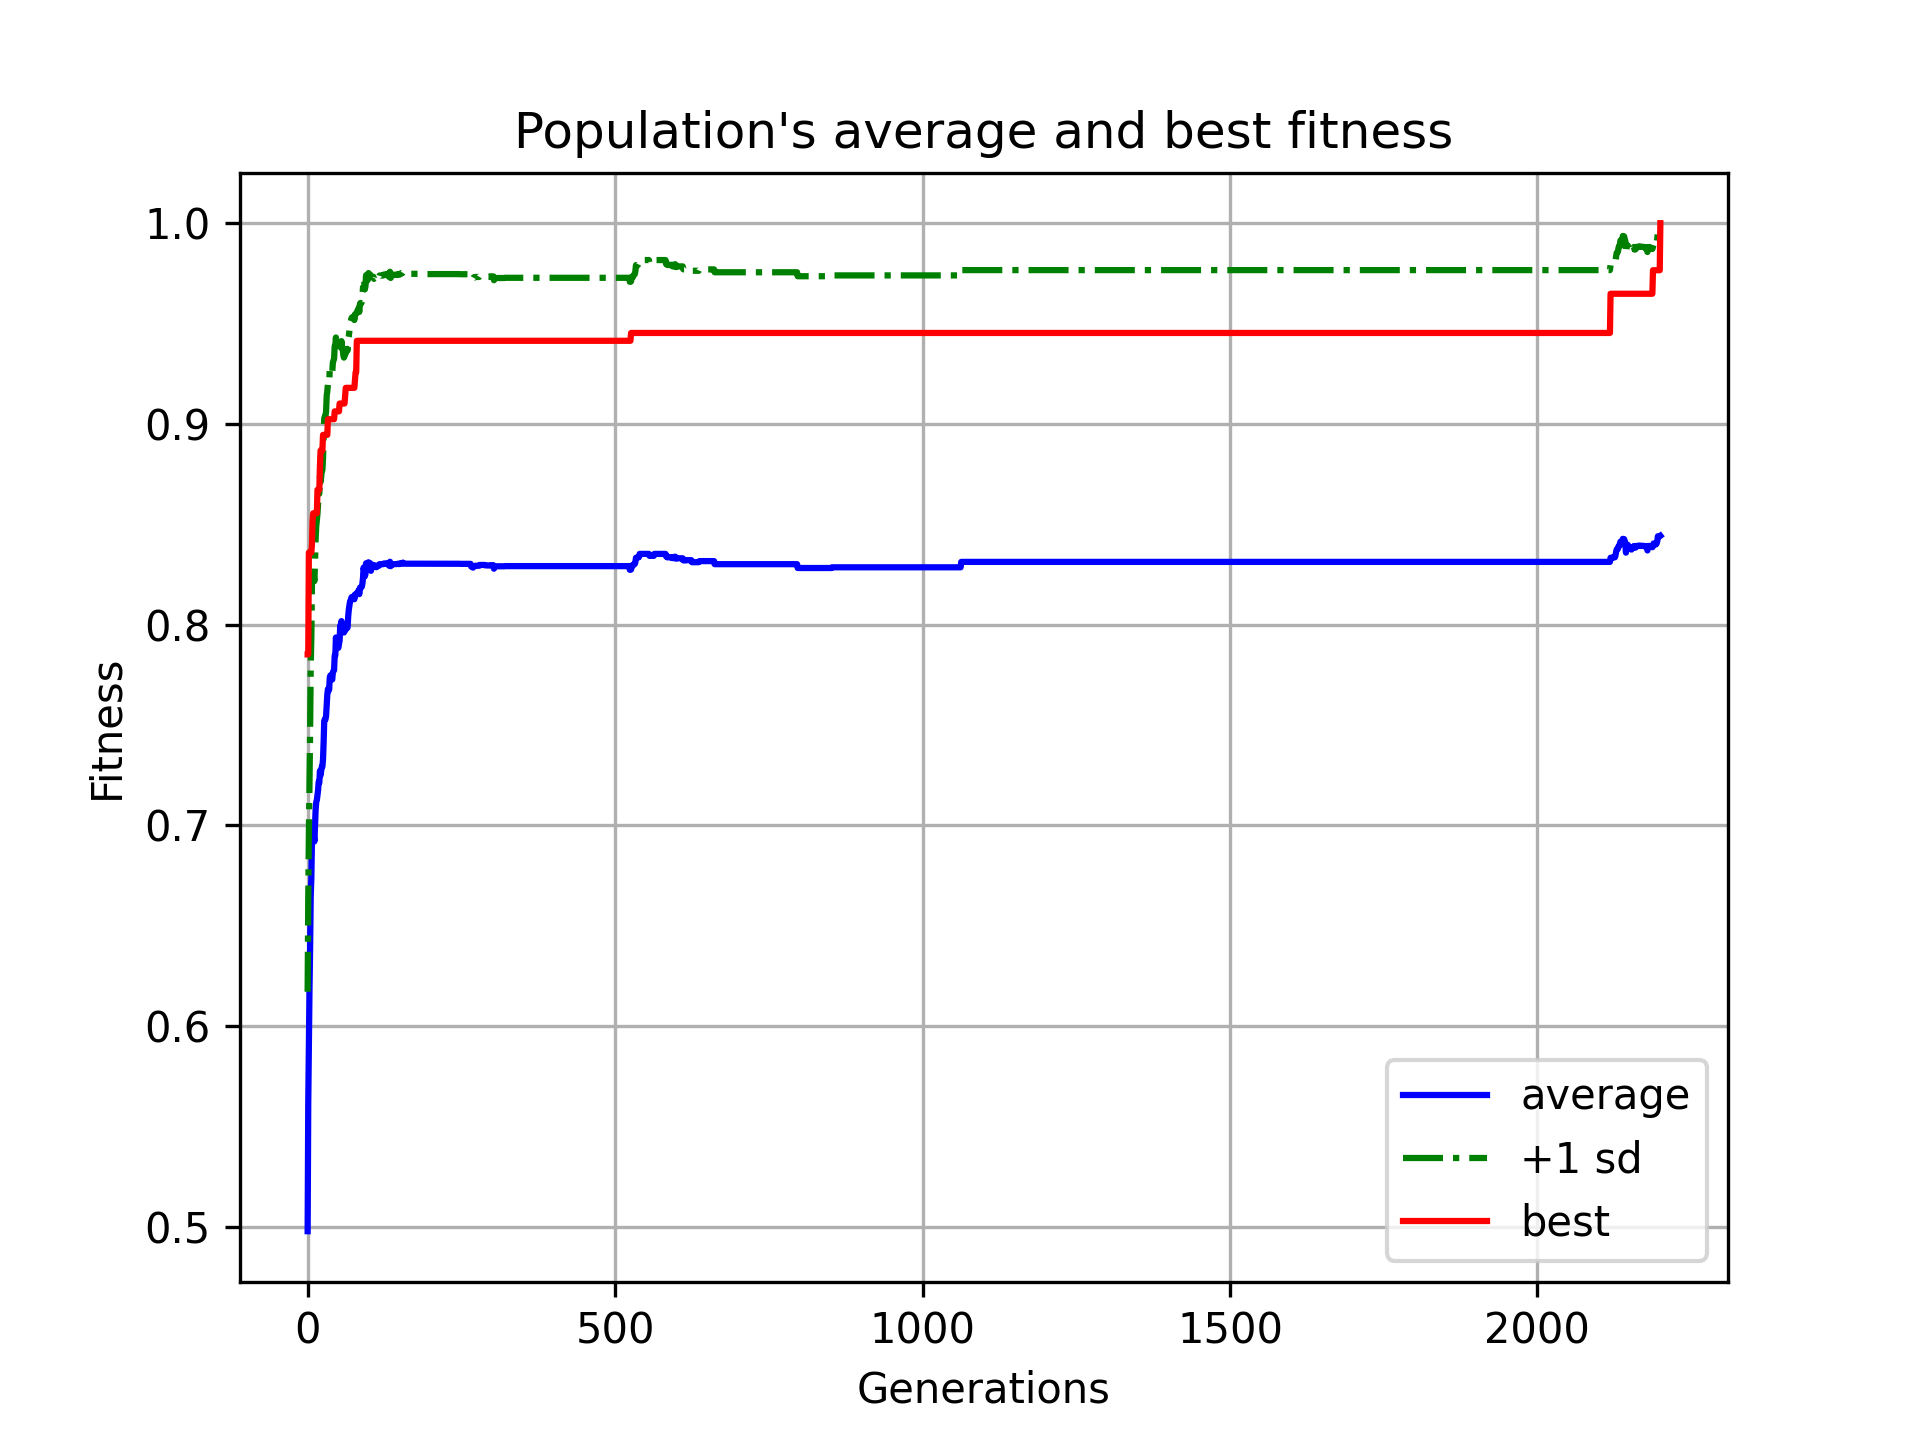 Population's average and best fitness
1.0
0.9
0.8
0.7
0.6
0.5
Fitness
0 500 1000 1500 2000
Generations
average
+1 sd
best